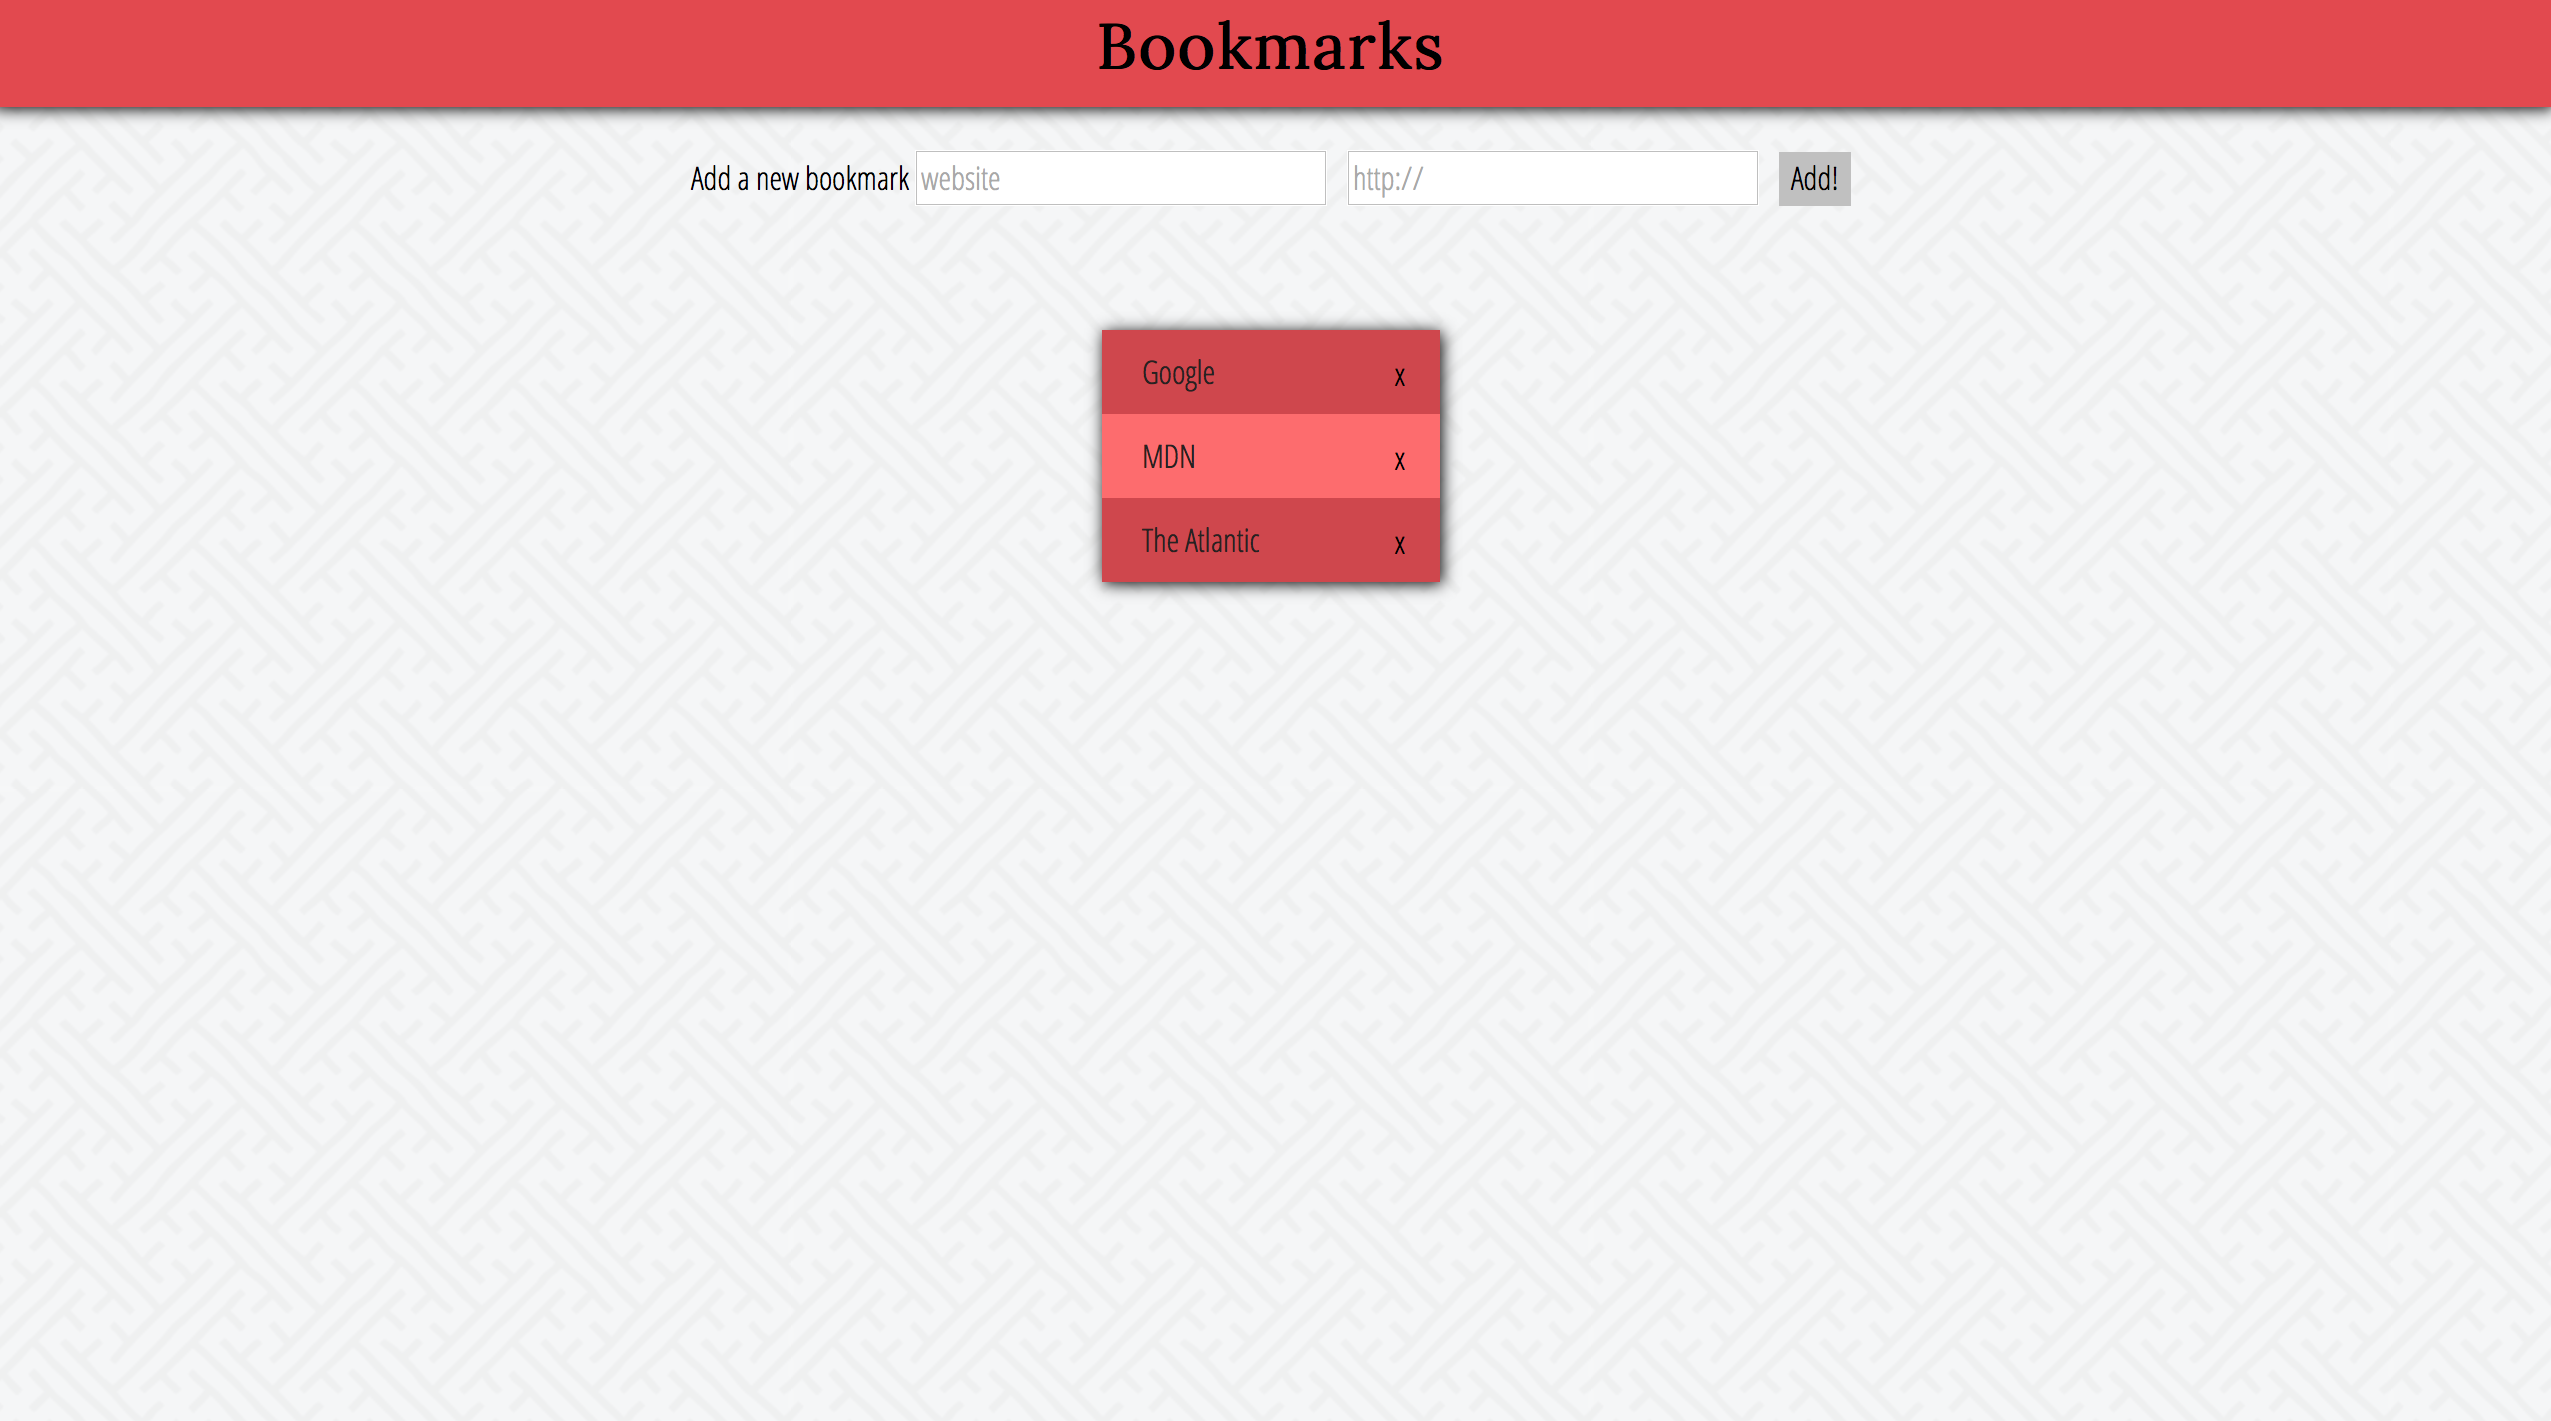 Bookmarks
Add a new bookmark website http:// Add!
Google x
MDN x
The Atlantic x